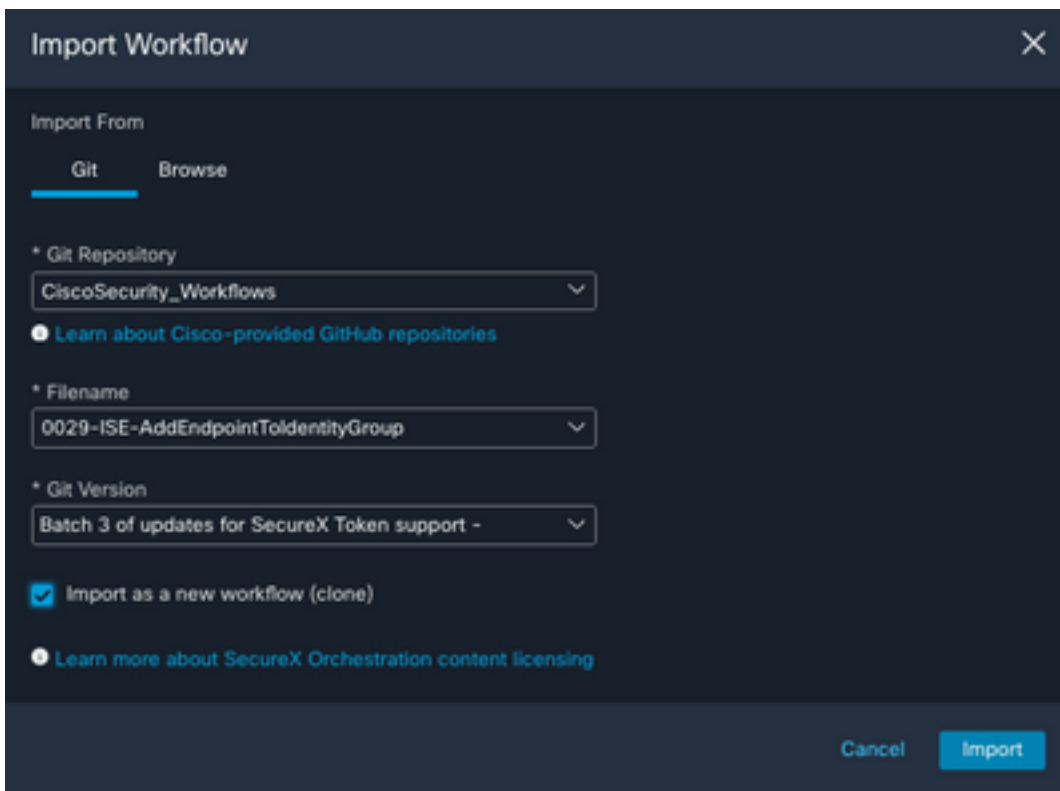 Import Workflow
Import From
Git Browse
* Git Repository
CiscoSecurity_Workflows
Learn about Cisco-provided GitHub repositories
* Filename
0029-ISE-AddEndpointToIdentityGroup
* Git Version
Batch 3 of updates for SecureX Token support -
Import as a new workflow (clone)
Learn more about SecureX Orchestration content licensing
Cancel Import